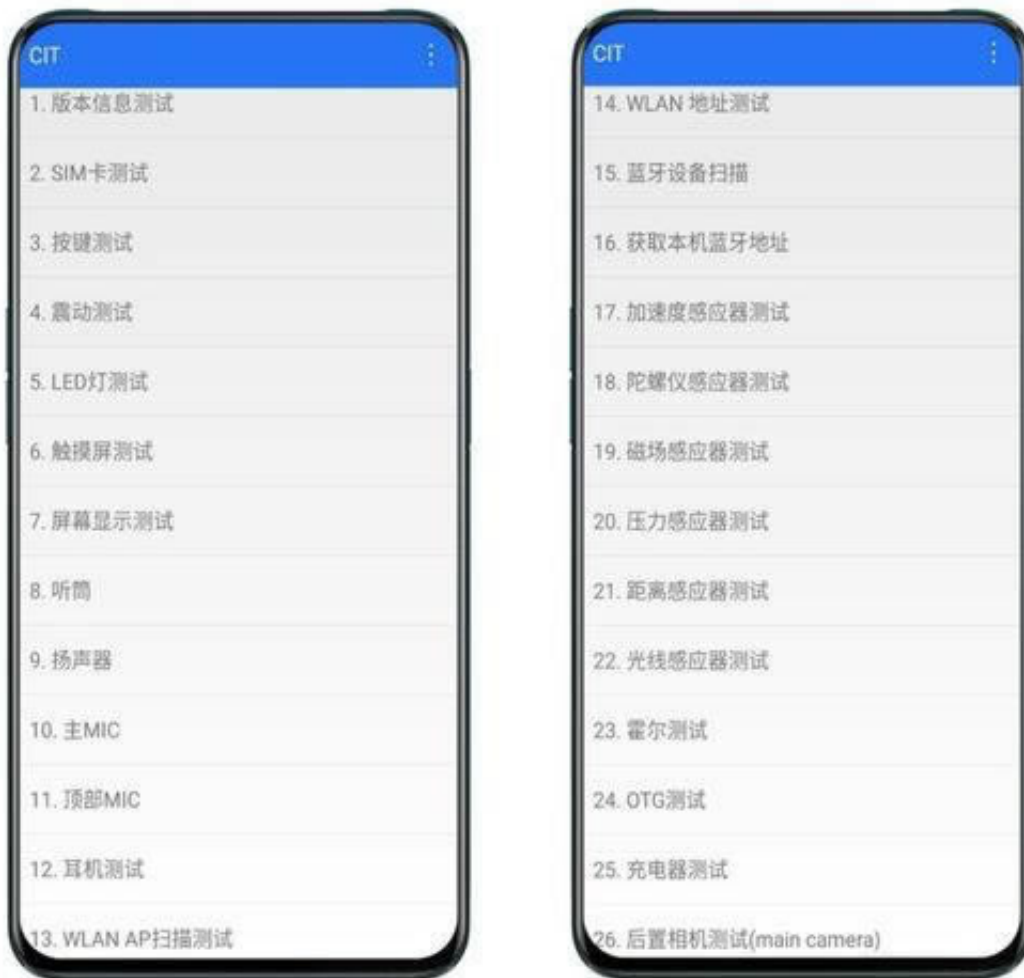 CIT
1. 版本信息测试
2. SIM卡测试
3. 按键测试
4. 震动测试
5. LED灯测试
6. 触摸屏测试
7. 屏幕显示测试
8. 听筒
9. 扬声器
10. 主MIC
11. 顶部MIC
12. 耳机测试
13. WLAN AP扫描测试
CIT
14. WLAN 地址测试
15. 蓝牙设备扫描
16. 获取本机蓝牙地址
17. 加速度感应器测试
18. 陀螺仪感应器测试
19. 磁场感应器测试
20. 压力感应器测试
21. 距离感应器测试
22. 光线感应器测试
23. 霍尔测试
24. OTG测试
25. 充电器测试
26. 后置相机测试(main camera)